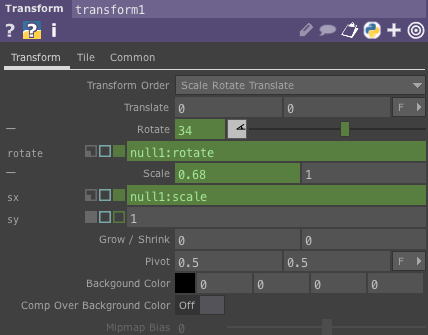 Transform transform1
? ? i
Transform Tile Common
Transform Order Scale Rotate Translate
Translate 0 0 F
Rotate 34
rotate null1:rotate
Scale 0.68 1
sx null1:scale
sy 1
Grow / Shrink 0 0
Pivot 0.5 0.5 F
Backgound Color 0 0 0 0
Comp Over Background Color Off
Mipmap Bias 0